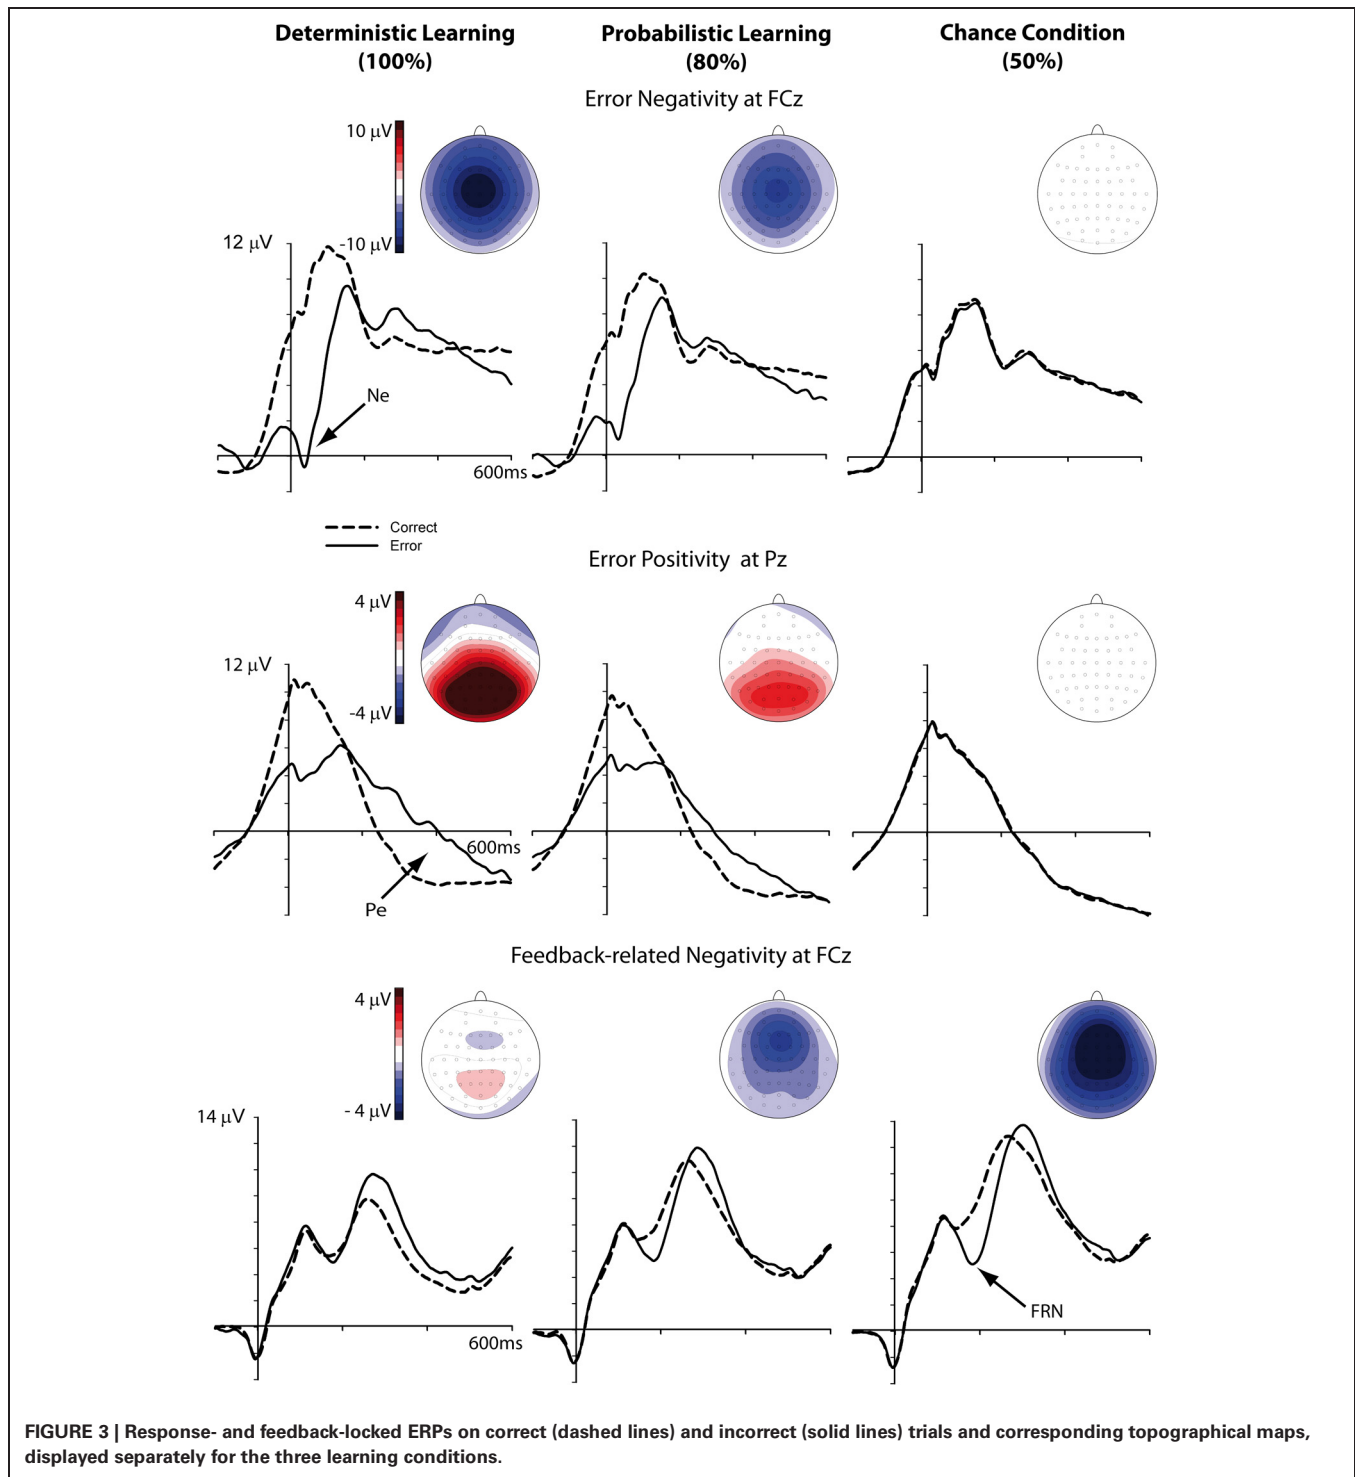 Deterministic Learning
(100%)
Probabilistic Learning
(80%)
Chance Condition
(50%)
Error Negativity at FCz
10 μV
-10 μV
12 μV
Ne
600ms
Correct
Error
Error Positivity at Pz
4 μV
-4 μV
12 μV
600ms
Pe
Feedback-related Negativity at FCz
4 μV
- 4 μV
14 μV
600ms
FRN
FIGURE 3 | Response- and feedback-locked ERPs on correct (dashed lines) and incorrect (solid lines) trials and corresponding topographical maps,
displayed separately for the three learning conditions.